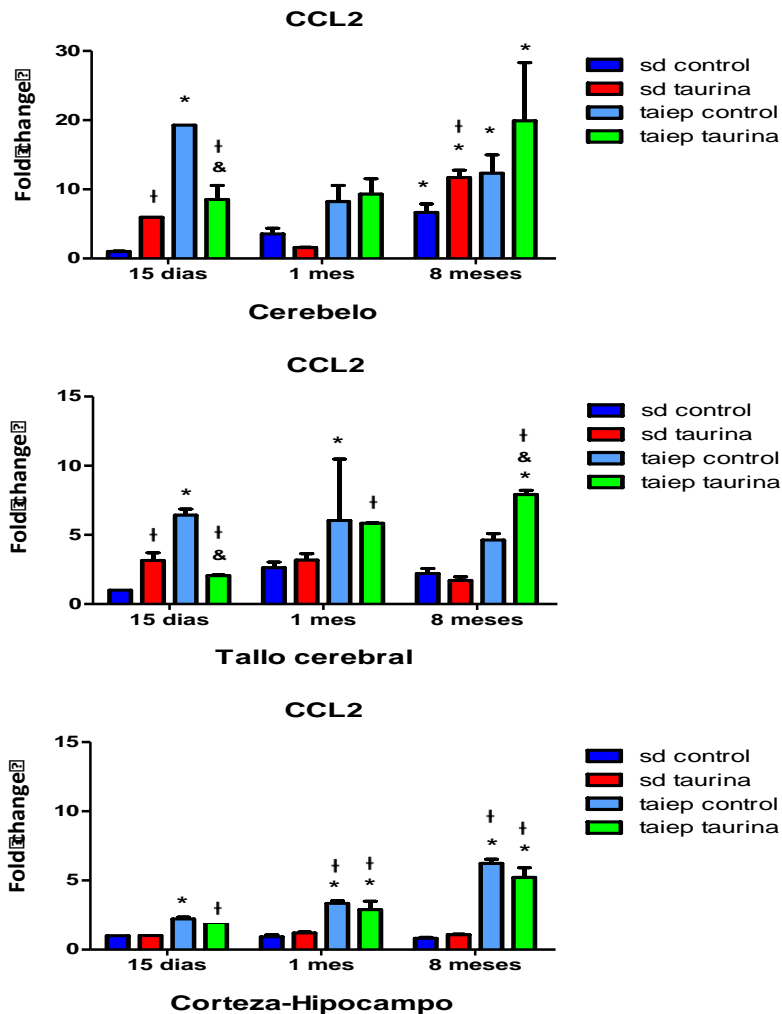 CCL2
30
20
10
0
Fold change
*
ƚ
ƚ
&
ƚ
*
*
*
*
15 dias 1 mes 8 meses
Cerebelo
sd control
sd taurina
taiep control
taiep taurina
CCL2
15
10
5
0
Fold change
ƚ
*
ƚ
&
*
ƚ
ƚ
&
*
15 dias 1 mes 8 meses
Tallo cerebral
sd control
sd taurina
taiep control
taiep taurina
CCL2
15
10
5
0
Fold change
*
ƚ
ƚ
*
ƚ
*
ƚ
*
ƚ
*
15 dias 1 mes 8 meses
Corteza-Hipocampo
sd control
sd taurina
taiep control
taiep taurina